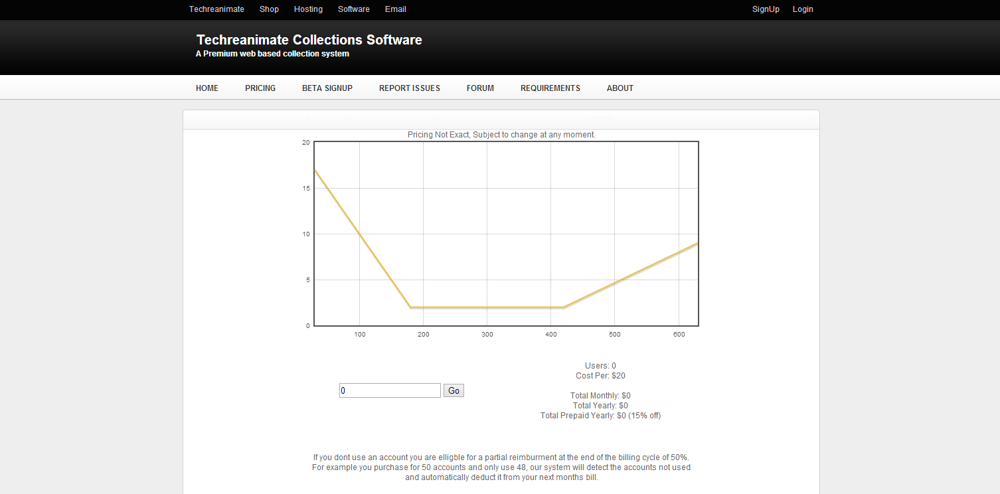 Techreanimate Shop Hosting Software Email SignUp Login
Techreanimate Collections Software
A Premium web based collection system
HOME PRICING BETA SIGNUP REPORT ISSUES FORUM REQUIREMENTS ABOUT
Pricing Not Exact, Subject to change at any moment.
20
15
10
5
0
100 200 300 400 500 600
0 Go
Users: 0
Cost Per: $20
Total Monthly: $0
Total Yearly: $0
Total Prepaid Yearly: $0 (15% off)
If you dont use an account you are elligble for a partial reimburment at the end of the billing cycle of 50%.
For example you purchase for 50 accounts and only use 48, our system will detect the accounts not used
and automatically deduct it from your next months bill.